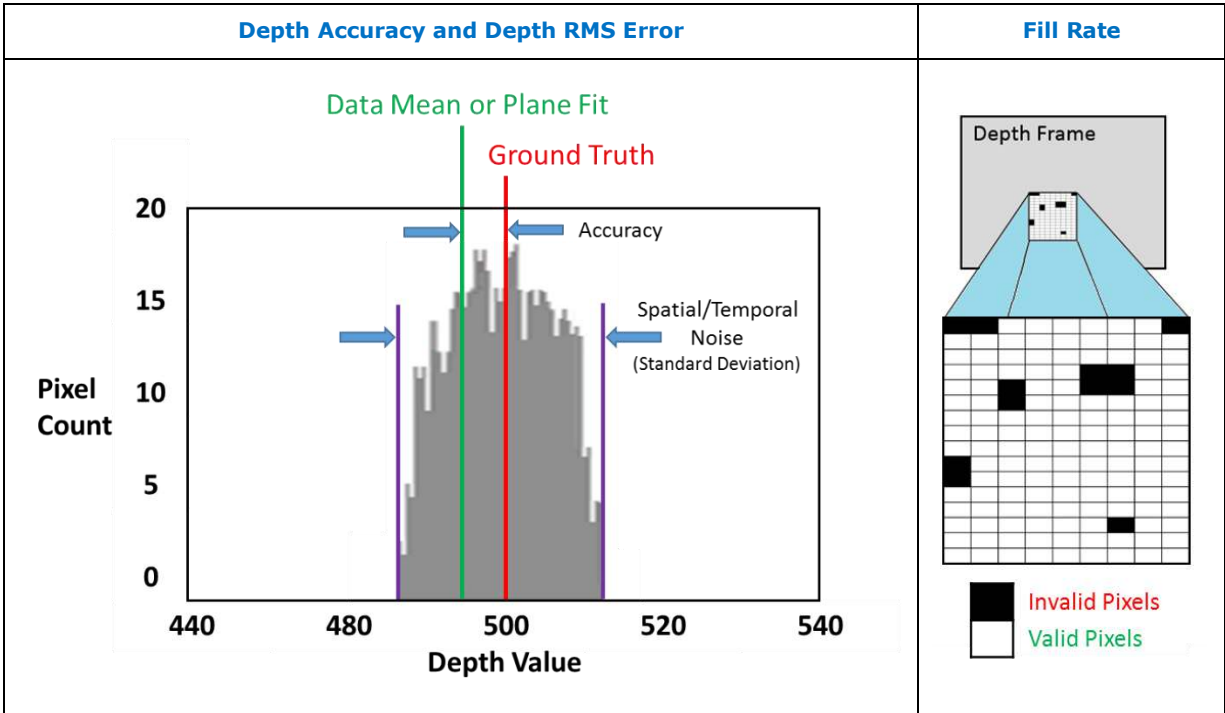 Depth Accuracy and Depth RMS Error
Fill Rate
Data Mean or Plane Fit
Ground Truth
Accuracy
Spatial/Temporal
Noise
(Standard Deviation)
Pixel
Count
20
15
10
5
0
440
480
500
520
540
Depth Value
Depth Frame
Invalid Pixels
Valid Pixels